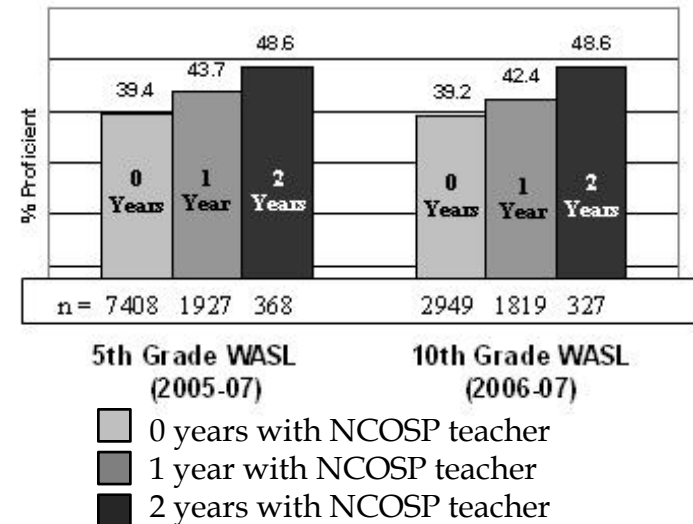 48.6
43.7
39.4
48.6
42.4
39.2
% Proficient
0 Years
1 Year
2 Years
0 Years
1 Year
2 Years
n = 7408 1927 368 2949 1819 327
5th Grade WASL
(2005-07)
10th Grade WASL
(2006-07)
0 years with NCOSP teacher
1 year with NCOSP teacher
2 years with NCOSP teacher